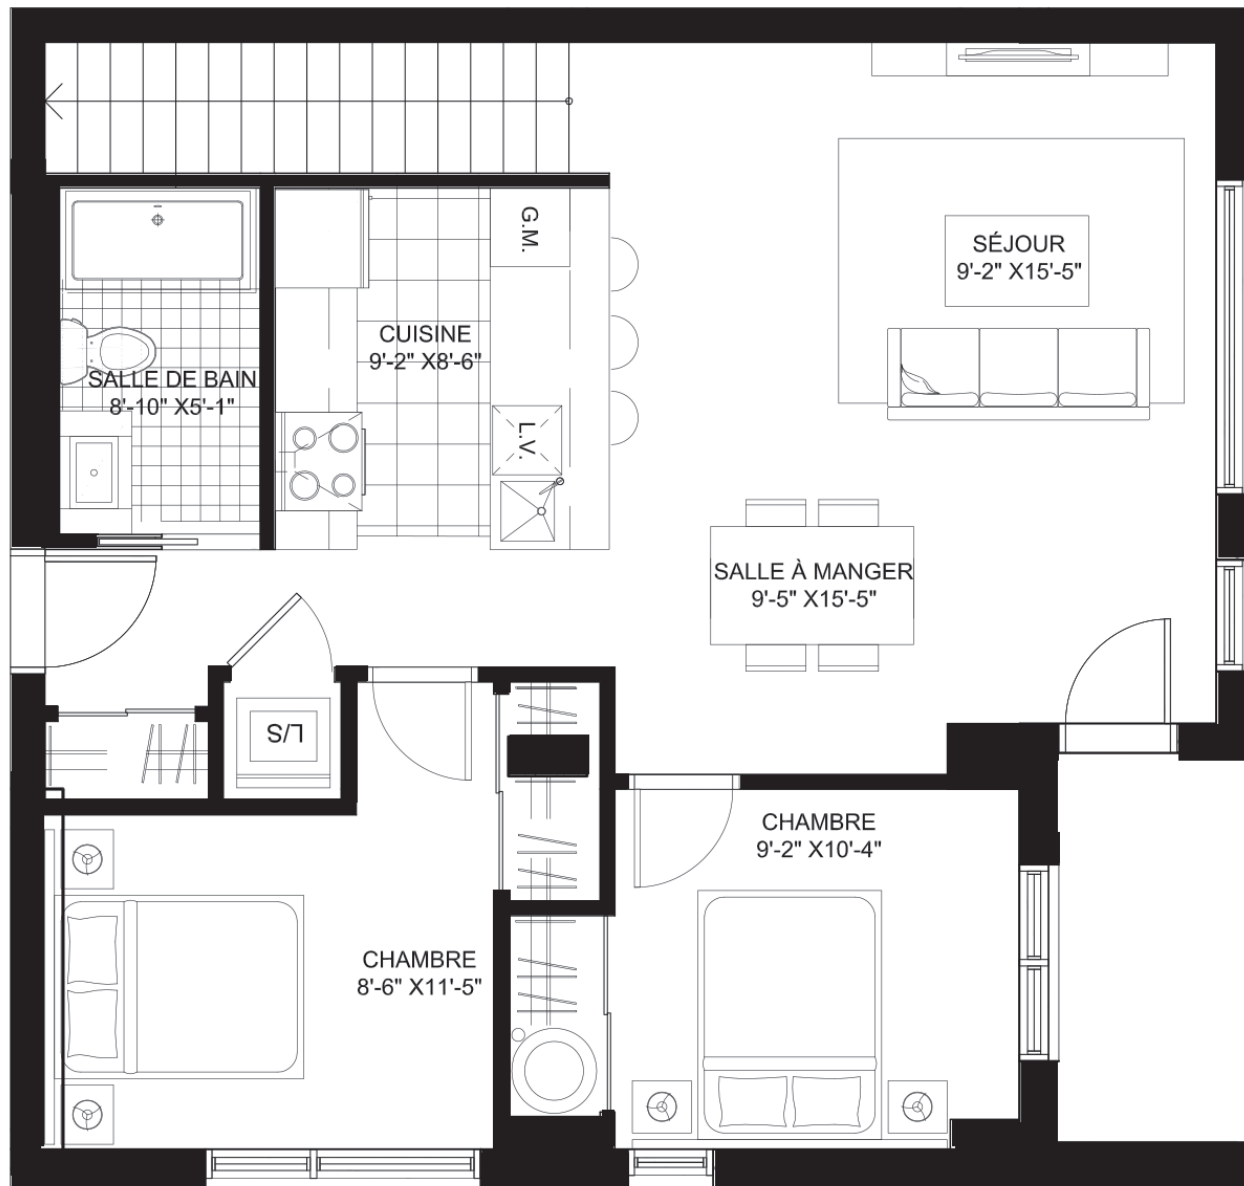 SÉJOUR
9'-2" X15'-5"
G.M.
CUISINE
9'-2" X8'-6"
SALLE DE BAIN
8'-10" X5'-1"
L.V.
SALLE À MANGER
9'-5" X15'-5"
L/S
CHAMBRE
9'-2" X10'-4"
CHAMBRE
8'-6" X11'-5"